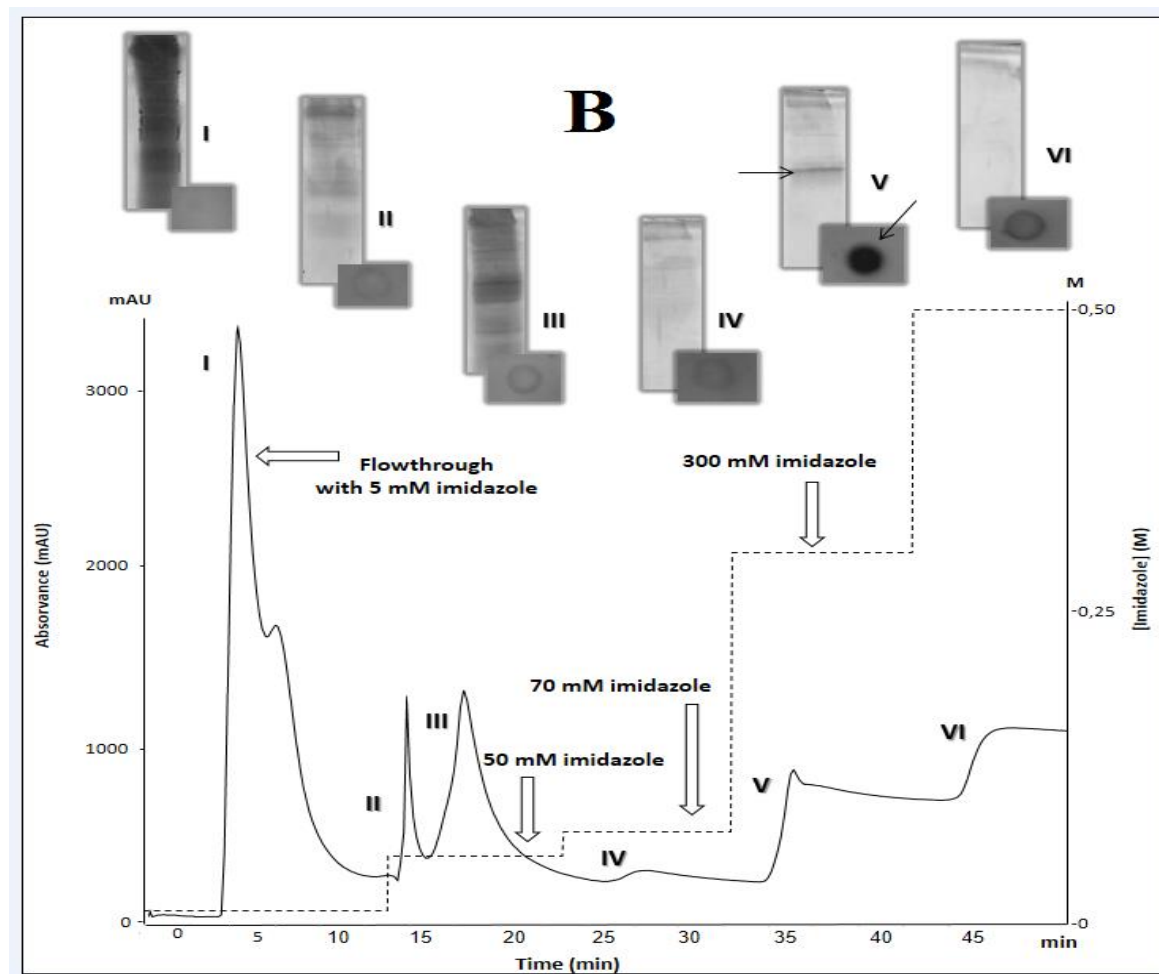 B
I
II
III
IV
V
VI
mAU
M
I
3000
2000
1000
0
Flowthrough
with 5 mM imidazole
300 mM imidazole
70 mM imidazole
50 mM imidazole
II
III
IV
V
VI
-0,50
-0,25
-0
Absorvance (mAU)
[Imidazole] (M)
0 5 10 15 20 25 30 35 40 45 min
Time (min)